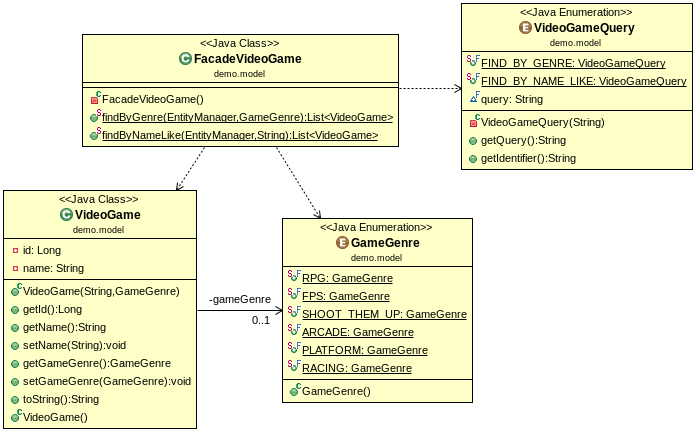 <<Java Class>>
FacadeVideoGame
demo.model
FacadeVideoGame()
findByGenre(EntityManager,GameGenre):List<VideoGame>
findByNameLike(EntityManager,String):List<VideoGame>
<<Java Enumeration>>
VideoGameQuery
demo.model
FIND_BY_GENRE: VideoGameQuery
FIND_BY_NAME_LIKE: VideoGameQuery
query: String
VideoGameQuery(String)
getQuery():String
getIdentifier():String
<<Java Class>>
VideoGame
demo.model
id: Long
name: String
VideoGame(String,GameGenre)
getId():Long
getName():String
setName(String):void
getGameGenre():GameGenre
setGameGenre(GameGenre):void
toString():String
VideoGame()
-gameGenre
0..1
<<Java Enumeration>>
GameGenre
demo.model
RPG: GameGenre
FPS: GameGenre
SHOOT_THEM_UP: GameGenre
ARCADE: GameGenre
PLATFORM: GameGenre
RACING: GameGenre
GameGenre()